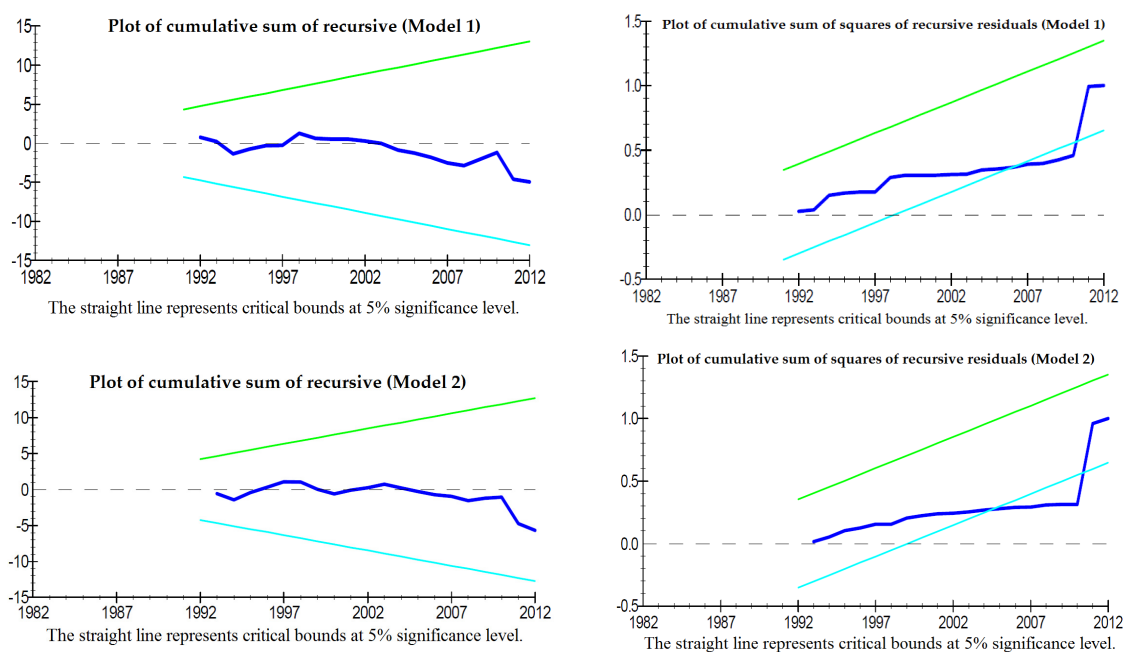 Plot of cumulative sum of recursive (Model 1)
15
10
5
0
-5
-10
-15
1982 1987 1992 1997 2002 2007 2012
The straight line represents critical bounds at 5% significance level.
Plot of cumulative sum of squares of recursive residuals (Model 1)
1.5
1.0
0.5
0.0
-0.5
1982 1987 1992 1997 2002 2007 2012
The straight line represents critical bounds at 5% significance level.
Plot of cumulative sum of recursive (Model 2)
15
10
5
0
-5
-10
-15
1982 1987 1992 1997 2002 2007 2012
The straight line represents critical bounds at 5% significance level.
Plot of cumulative sum of squares of recursive residuals (Model 2)
1.5
1.0
0.5
0.0
-0.5
1982 1987 1992 1997 2002 2007 2012
The straight line represents critical bounds at 5% significance level.